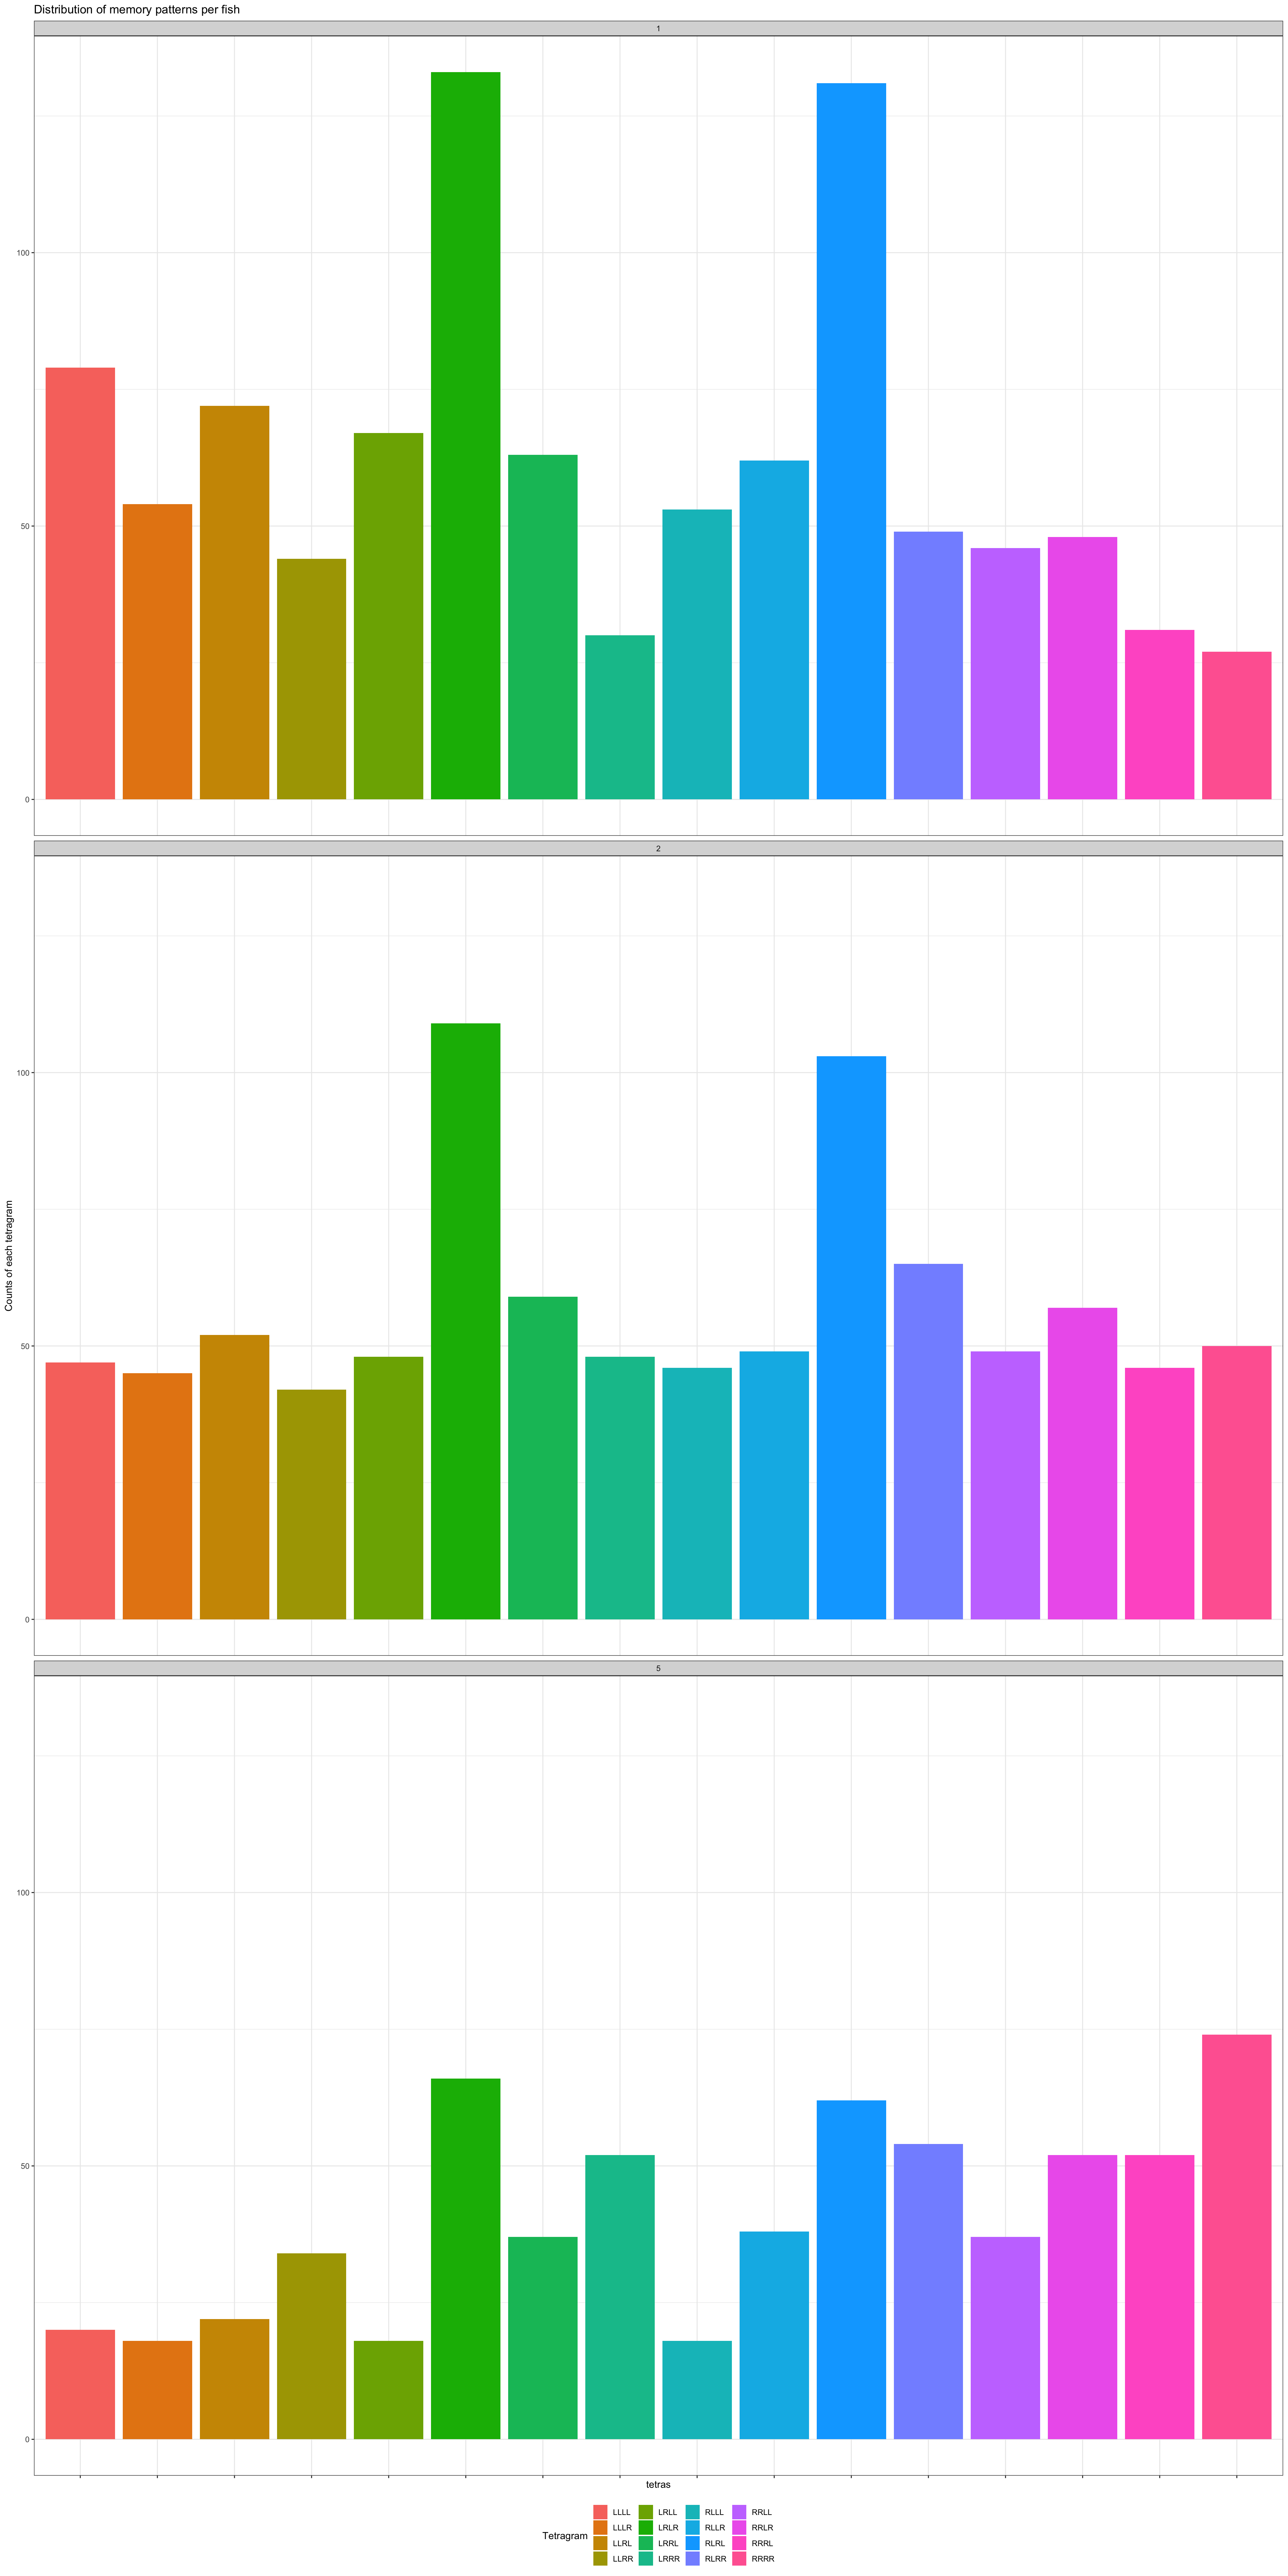 Distribution of memory patterns per fish
1
100
50
0
2
100
50
0
Counts of each tetragram
5
100
50
0
tetras
Tetragram
LLLL LRLL RLLL RRLL
LLLR LRLR RLLR RRLR
LLRL LRRL RLRL RRRL
LLRR LRRR RLRR RRRR